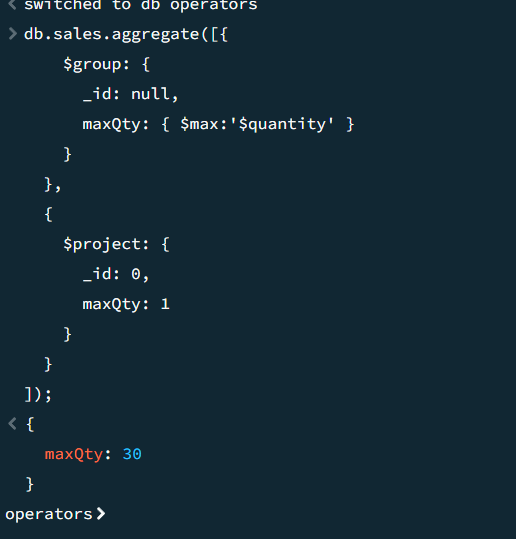 switched to db operators
db.sales.aggregate([{
$group: {
_id: null,
maxQty: { $max:'$quantity' }
}
},
{
$project: {
_id: 0,
maxQty: 1
}
}
]);
{
maxQty: 30
}
operators>